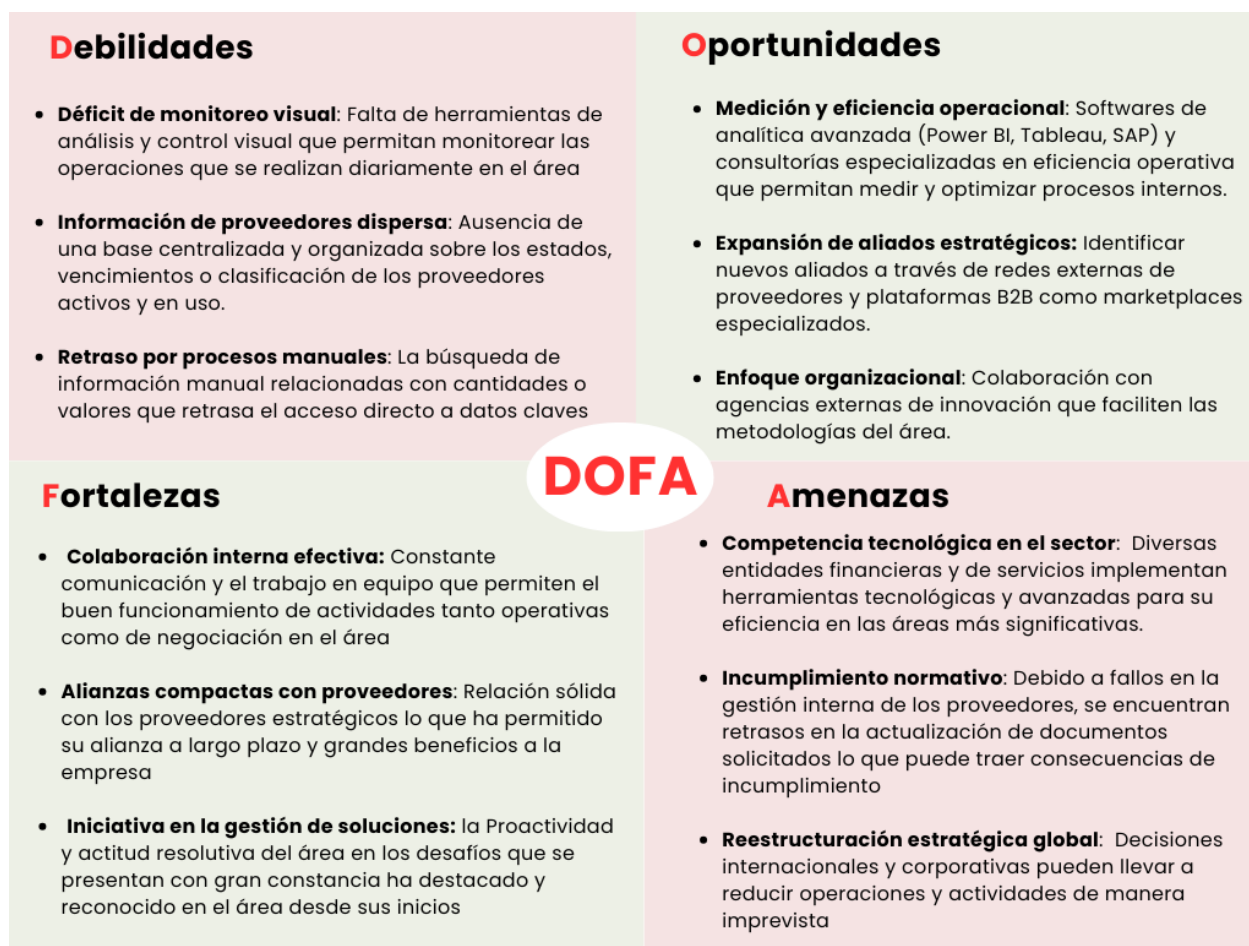 Debilidades
• Déficit de monitoreo visual: Falta de herramientas de
análisis y control visual que permitan monitorear las
operaciones que se realizan diariamente en el área
• Información de proveedores dispersa: Ausencia de
una base centralizada y organizada sobre los estados,
vencimientos o clasificación de los proveedores
activos y en uso.
• Retraso por procesos manuales: La búsqueda de
información manual relacionadas con cantidades o
valores que retrasa el acceso directo a datos claves
Oportunidades
• Medición y eficiencia operacional: Softwares de
analítica avanzada (Power BI, Tableau, SAP) y
consultorías especializadas en eficiencia operativa
que permitan medir y optimizar procesos internos.
• Expansión de aliados estratégicos: Identificar
nuevos aliados a través de redes externas de
proveedores y plataformas B2B como marketplaces
especializados.
• Enfoque organizacional: Colaboración con
agencias externas de innovación que faciliten las
metodologías del área.
DOFA
Fortalezas
• Colaboración interna efectiva: Constante
comunicación y el trabajo en equipo que permiten el
buen funcionamiento de actividades tanto operativas
como de negociación en el área
• Alianzas compactas con proveedores: Relación sólida
con los proveedores estratégicos lo que ha permitido
su alianza a largo plazo y grandes beneficios a la
empresa
• Iniciativa en la gestión de soluciones: la Proactividad
y actitud resolutiva del área en los desafíos que se
presentan con gran constancia ha destacado y
reconocido en el área desde sus inicios
Amenazas
• Competencia tecnológica en el sector: Diversas
entidades financieras y de servicios implementan
herramientas tecnológicas y avanzadas para su
eficiencia en las áreas más significativas.
• Incumplimiento normativo: Debido a fallos en la
gestión interna de los proveedores, se encuentran
retrasos en la actualización de documentos
solicitados lo que puede traer consecuencias de
incumplimiento
• Reestructuración estratégica global: Decisiones
internacionales y corporativas pueden llevar a
reducir operaciones y actividades de manera
imprevista